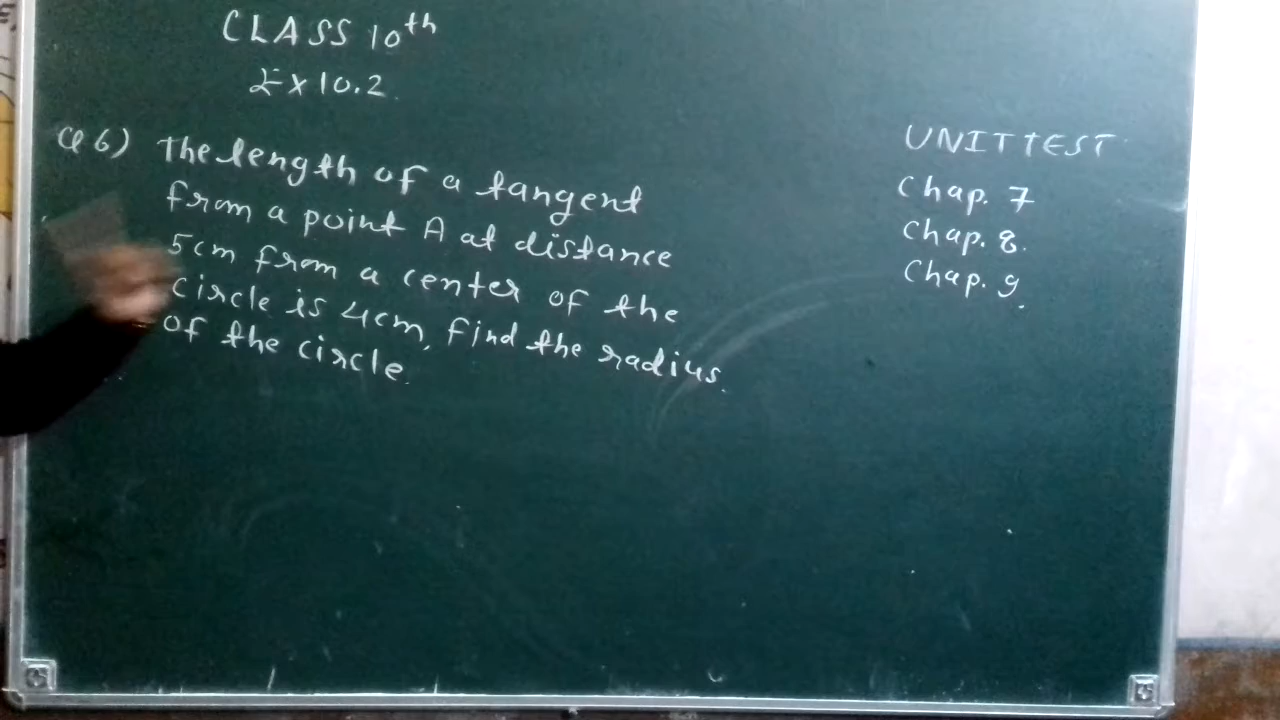 CLASS 10th
Ex 10.2.
Q 6) The length of a tangent
from a point A at distance
5cm from a center of the
circle is 4cm, find the radius.
of the circle.
UNIT TEST
Chap. 7
Chap. 8.
Chap. 9.